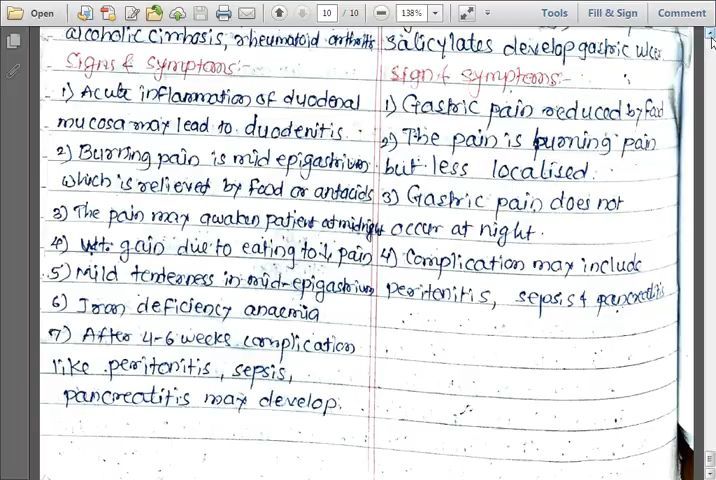 10 / 10
138%
Tools
Fill & Sign
Comment
alcoholic cirrhosis, rheumatoid arthritis
Signs & symptoms:-
1) Acute inflammation of duodenal
mucosa may lead to duodenitis.
2) Burning pain is mid epigastrium
which is relieved by food or antacids
3) The pain may awaken patient at midnight
4) Wt. gain due to eating to ↓ pain
5) Mild tenderness in mid-epigastrium
6) Iron deficiency anaemia
7) After 4-6 weeks complication
like peritonitis, sepsis,
pancreatitis may develop.
salicylates develop gastric ulcer
Sign & symptoms:-
1) Gastric pain reduced by food
2) The pain is burning pain
but less localised.
3) Gastric pain does not
occur at night.
4) Complication may include
peritonitis, sepsis & pancreatitis